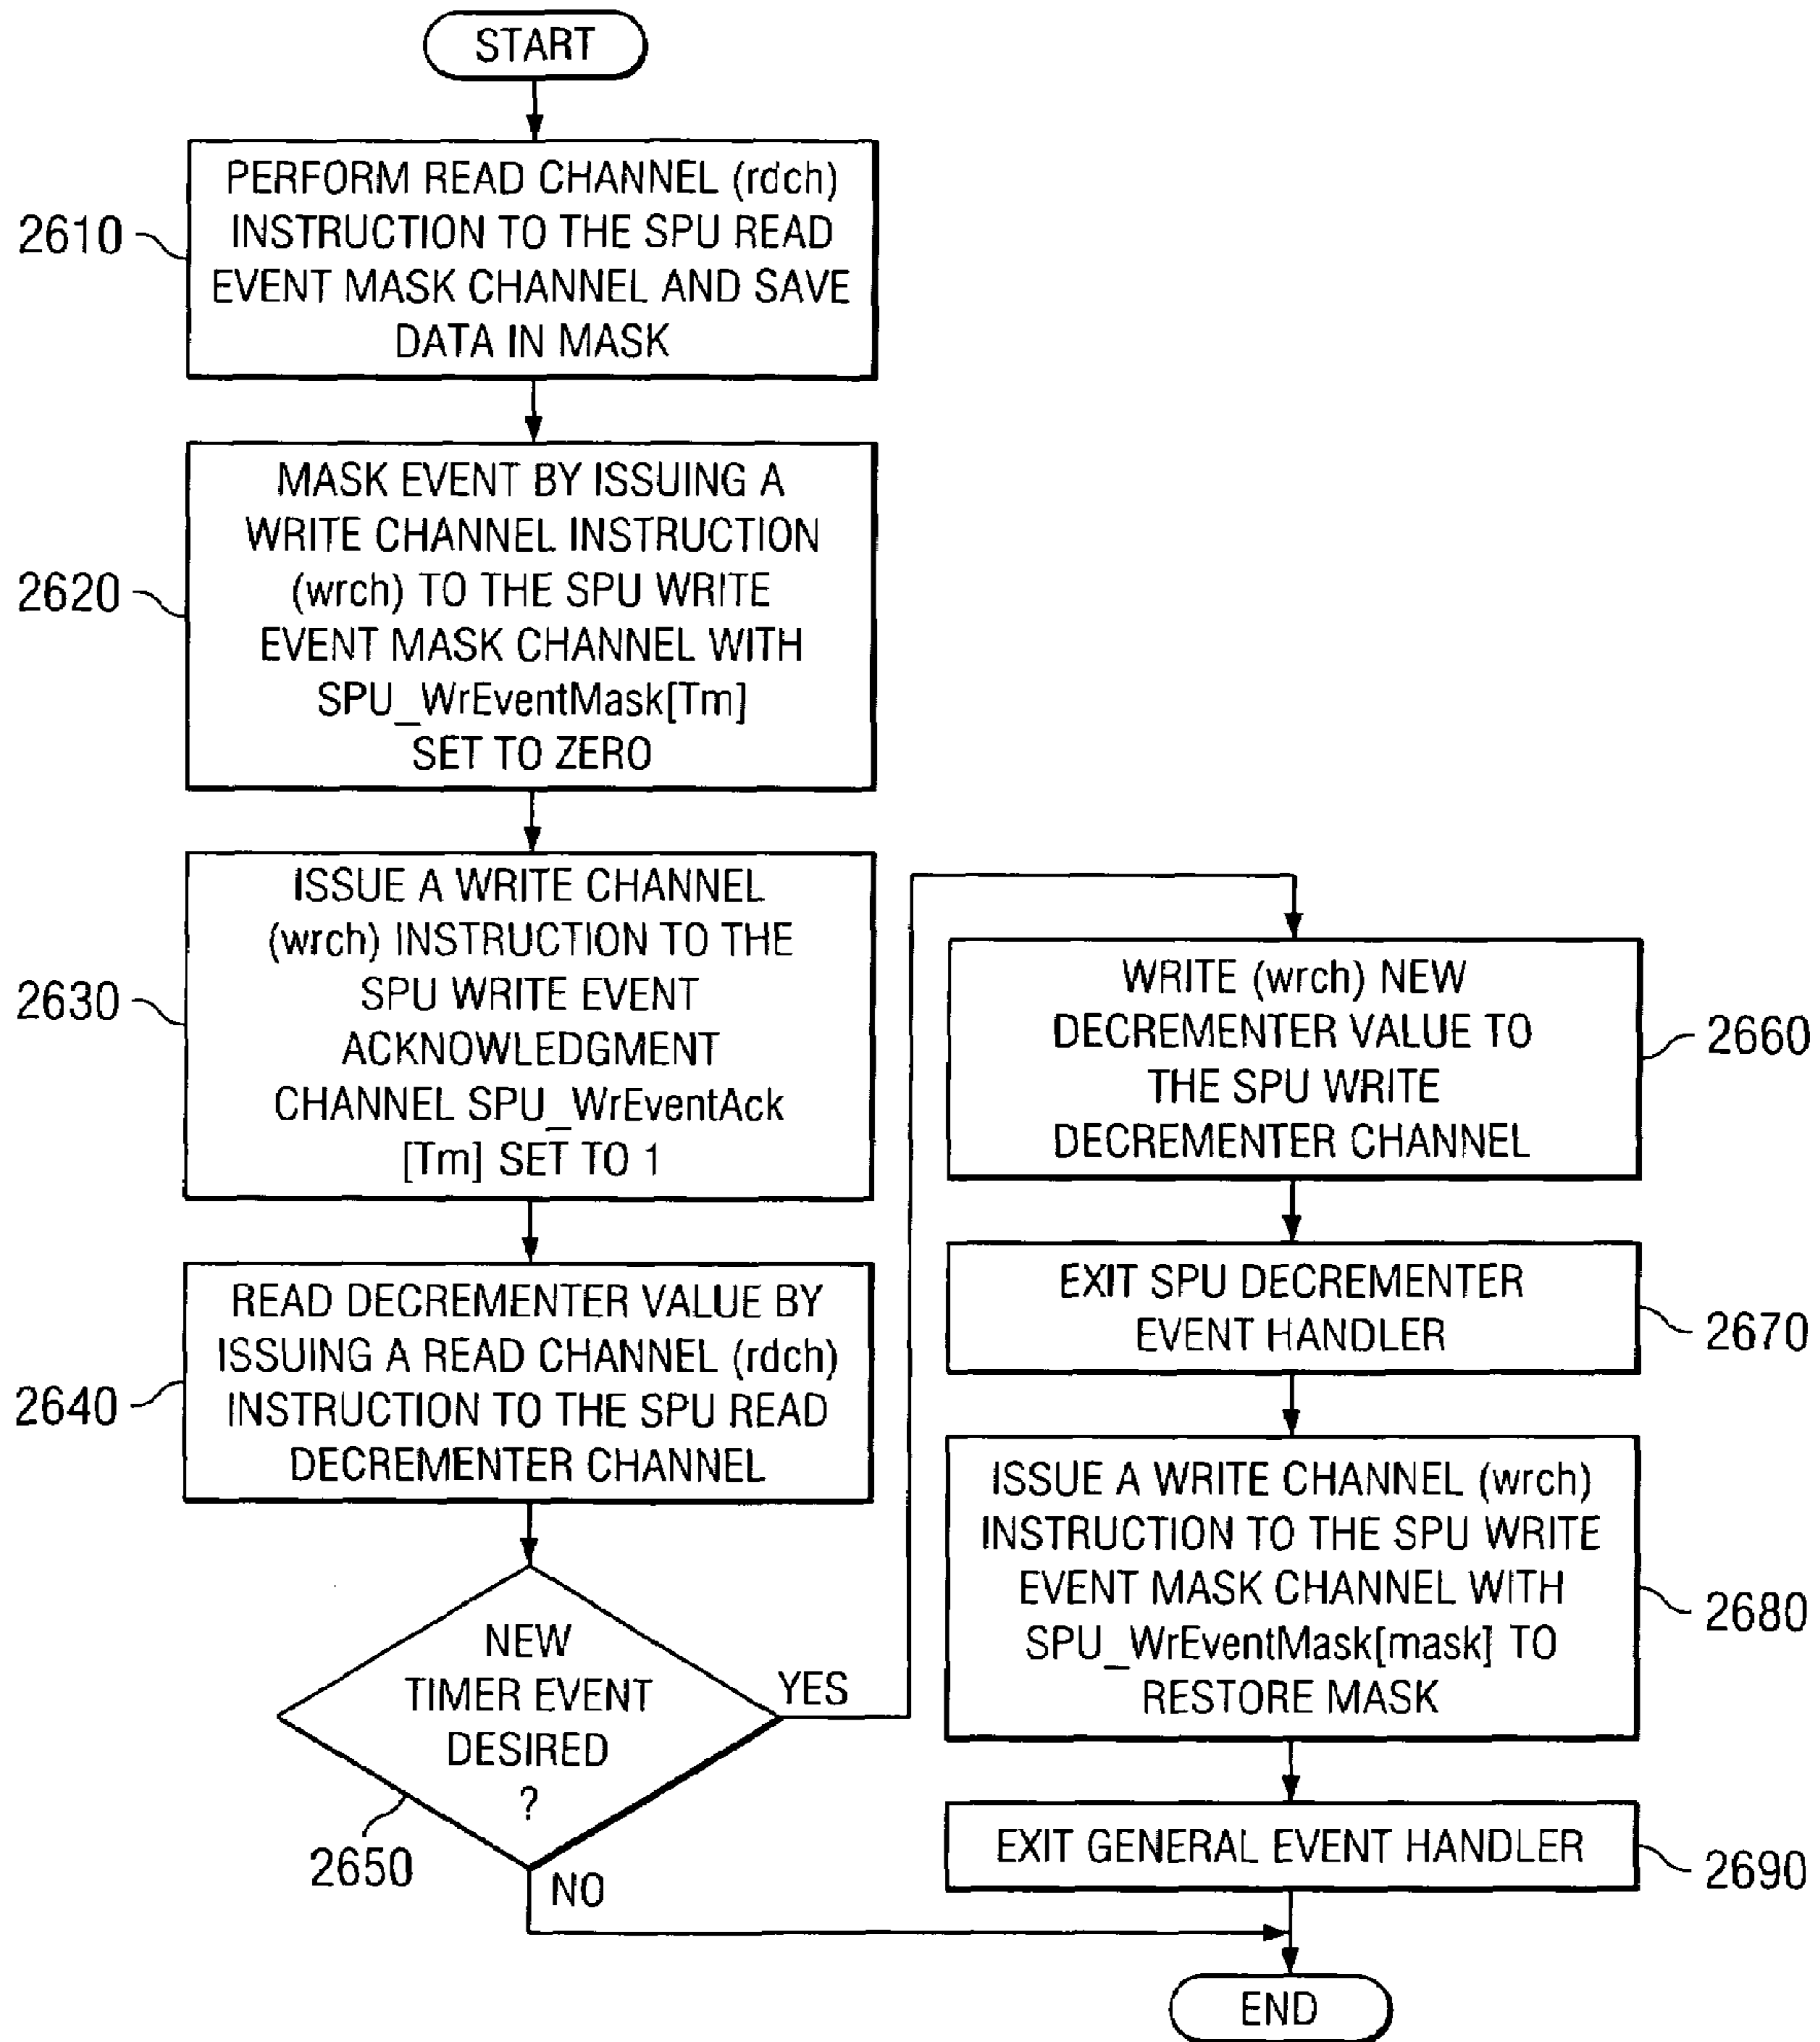 START
2610
PERFORM READ CHANNEL (rdch)
INSTRUCTION TO THE SPU READ
EVENT MASK CHANNEL AND SAVE
DATA IN MASK
2620
MASK EVENT BY ISSUING A
WRITE CHANNEL INSTRUCTION
(wrch) TO THE SPU WRITE
EVENT MASK CHANNEL WITH
SPU_WrEventMask[Tm]
SET TO ZERO
2630
ISSUE A WRITE CHANNEL
(wrch) INSTRUCTION TO THE
SPU WRITE EVENT
ACKNOWLEDGMENT
CHANNEL SPU_WrEventAck
[Tm] SET TO 1
2640
READ DECREMENTER VALUE BY
ISSUING A READ CHANNEL (rdch)
INSTRUCTION TO THE SPU READ
DECREMENTER CHANNEL
NEW
TIMER EVENT
DESIRED
?
2650
YES
NO
WRITE (wrch) NEW
DECREMENTER VALUE TO
THE SPU WRITE
DECREMENTER CHANNEL
2660
EXIT SPU DECREMENTER
EVENT HANDLER
2670
ISSUE A WRITE CHANNEL (wrch)
INSTRUCTION TO THE SPU WRITE
EVENT MASK CHANNEL WITH
SPU_WrEventMask[mask] TO
RESTORE MASK
2680
EXIT GENERAL EVENT HANDLER
2690
END